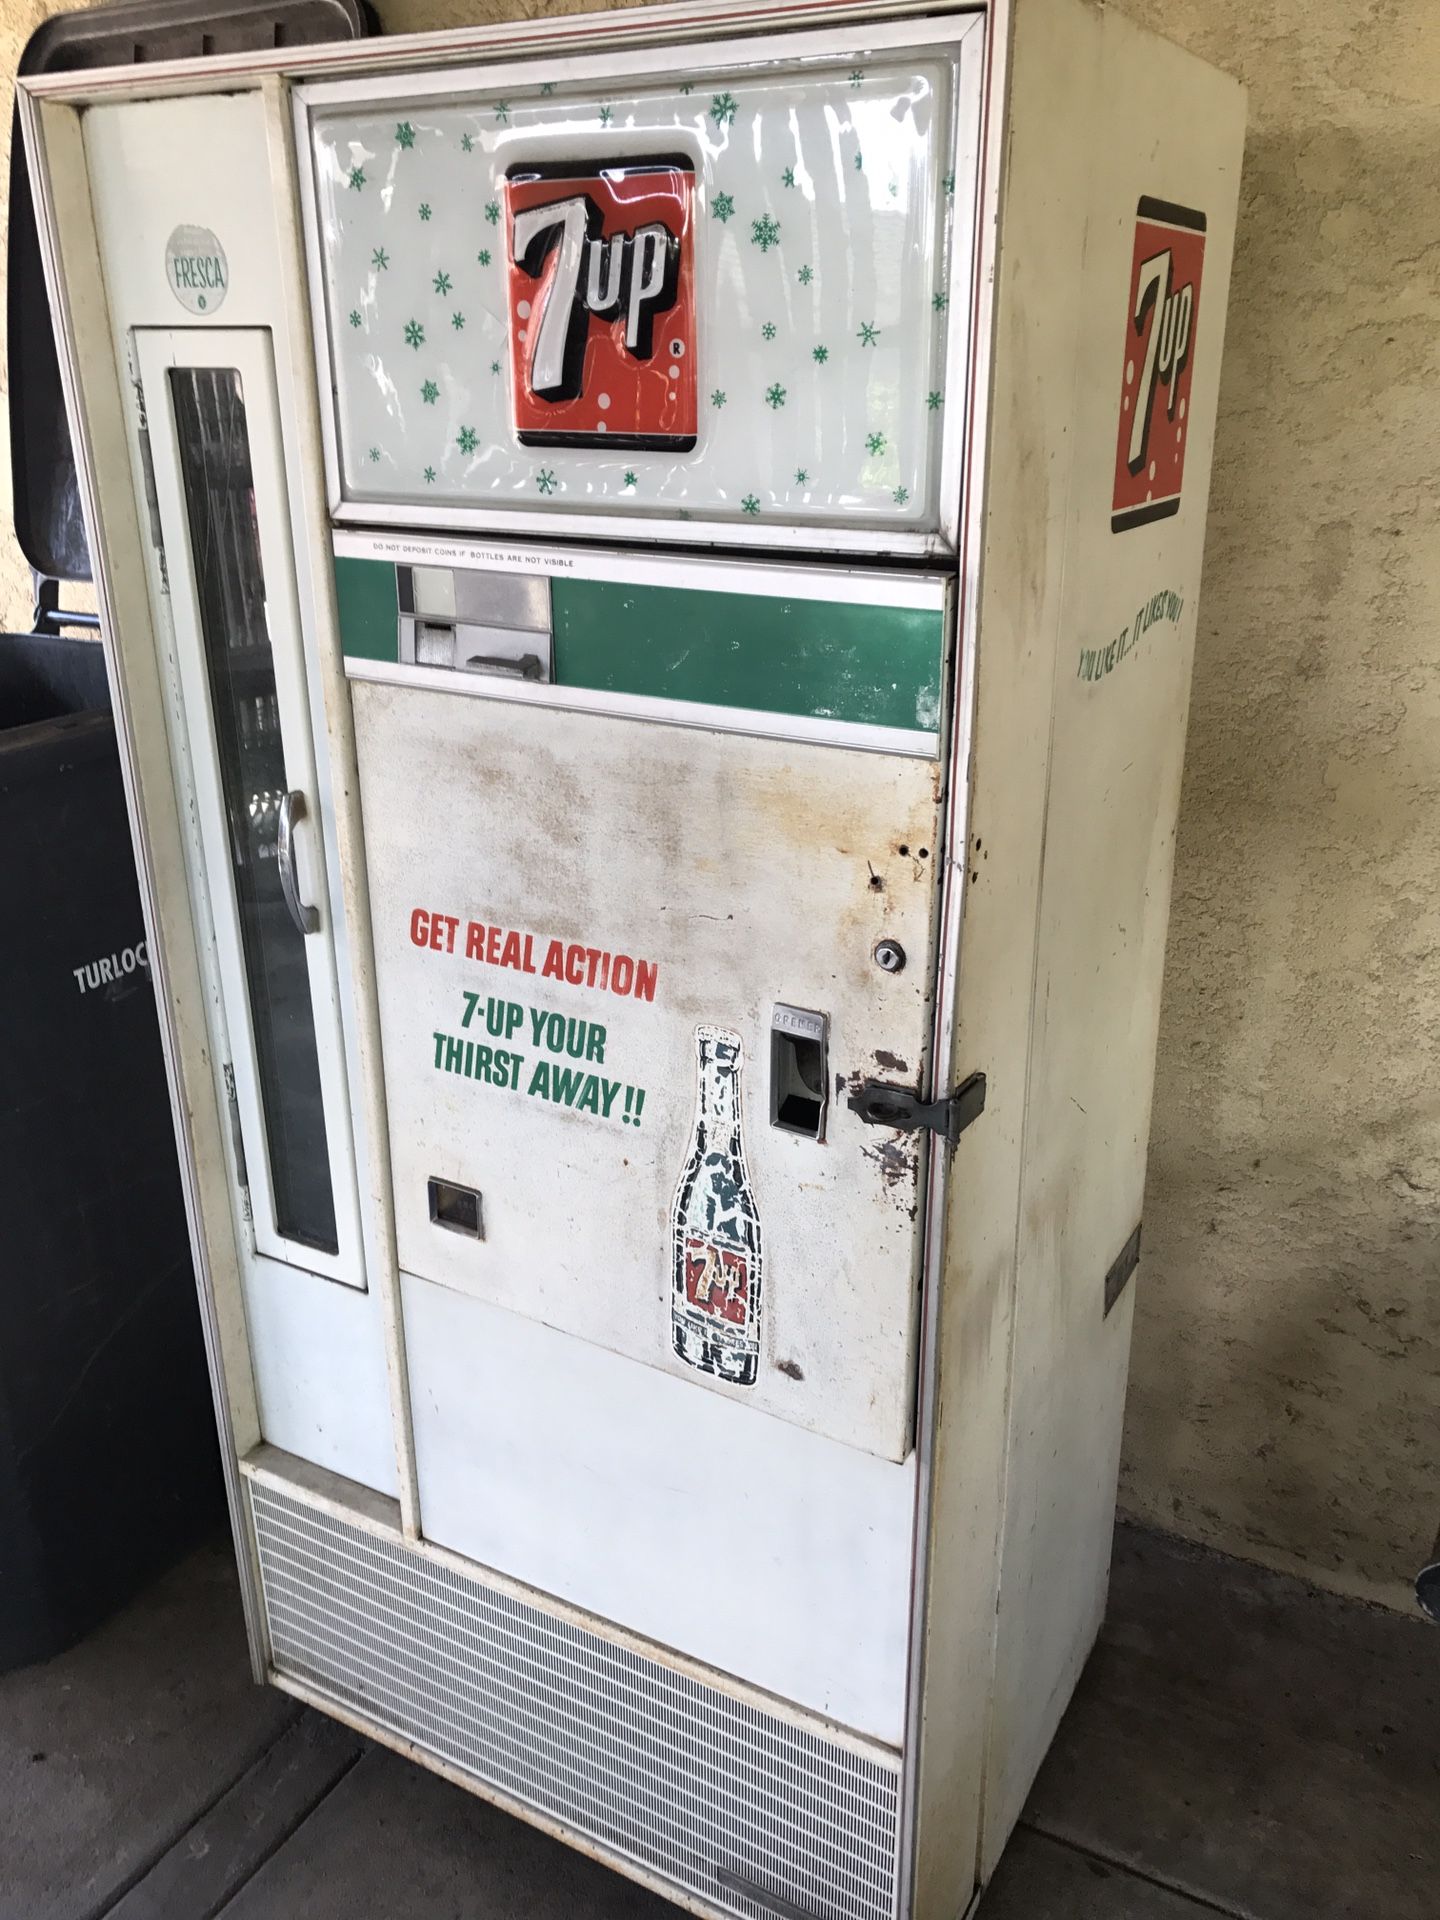 FRESCA
7up
®
7up
DO NOT DEPOSIT COINS IF BOTTLES ARE NOT VISIBLE
YOU LIKE IT... IT LIKES YOU!
TURLOC
GET REAL ACTION
7-UP YOUR
THIRST AWAY!!
OPENER
7up